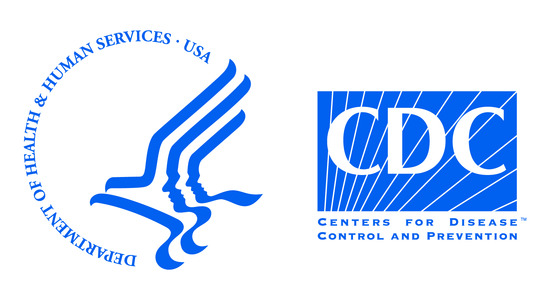 DEPARTMENT OF HEALTH & HUMAN SERVICES · USA
CDC
CENTERS FOR DISEASE™
CONTROL AND PREVENTION